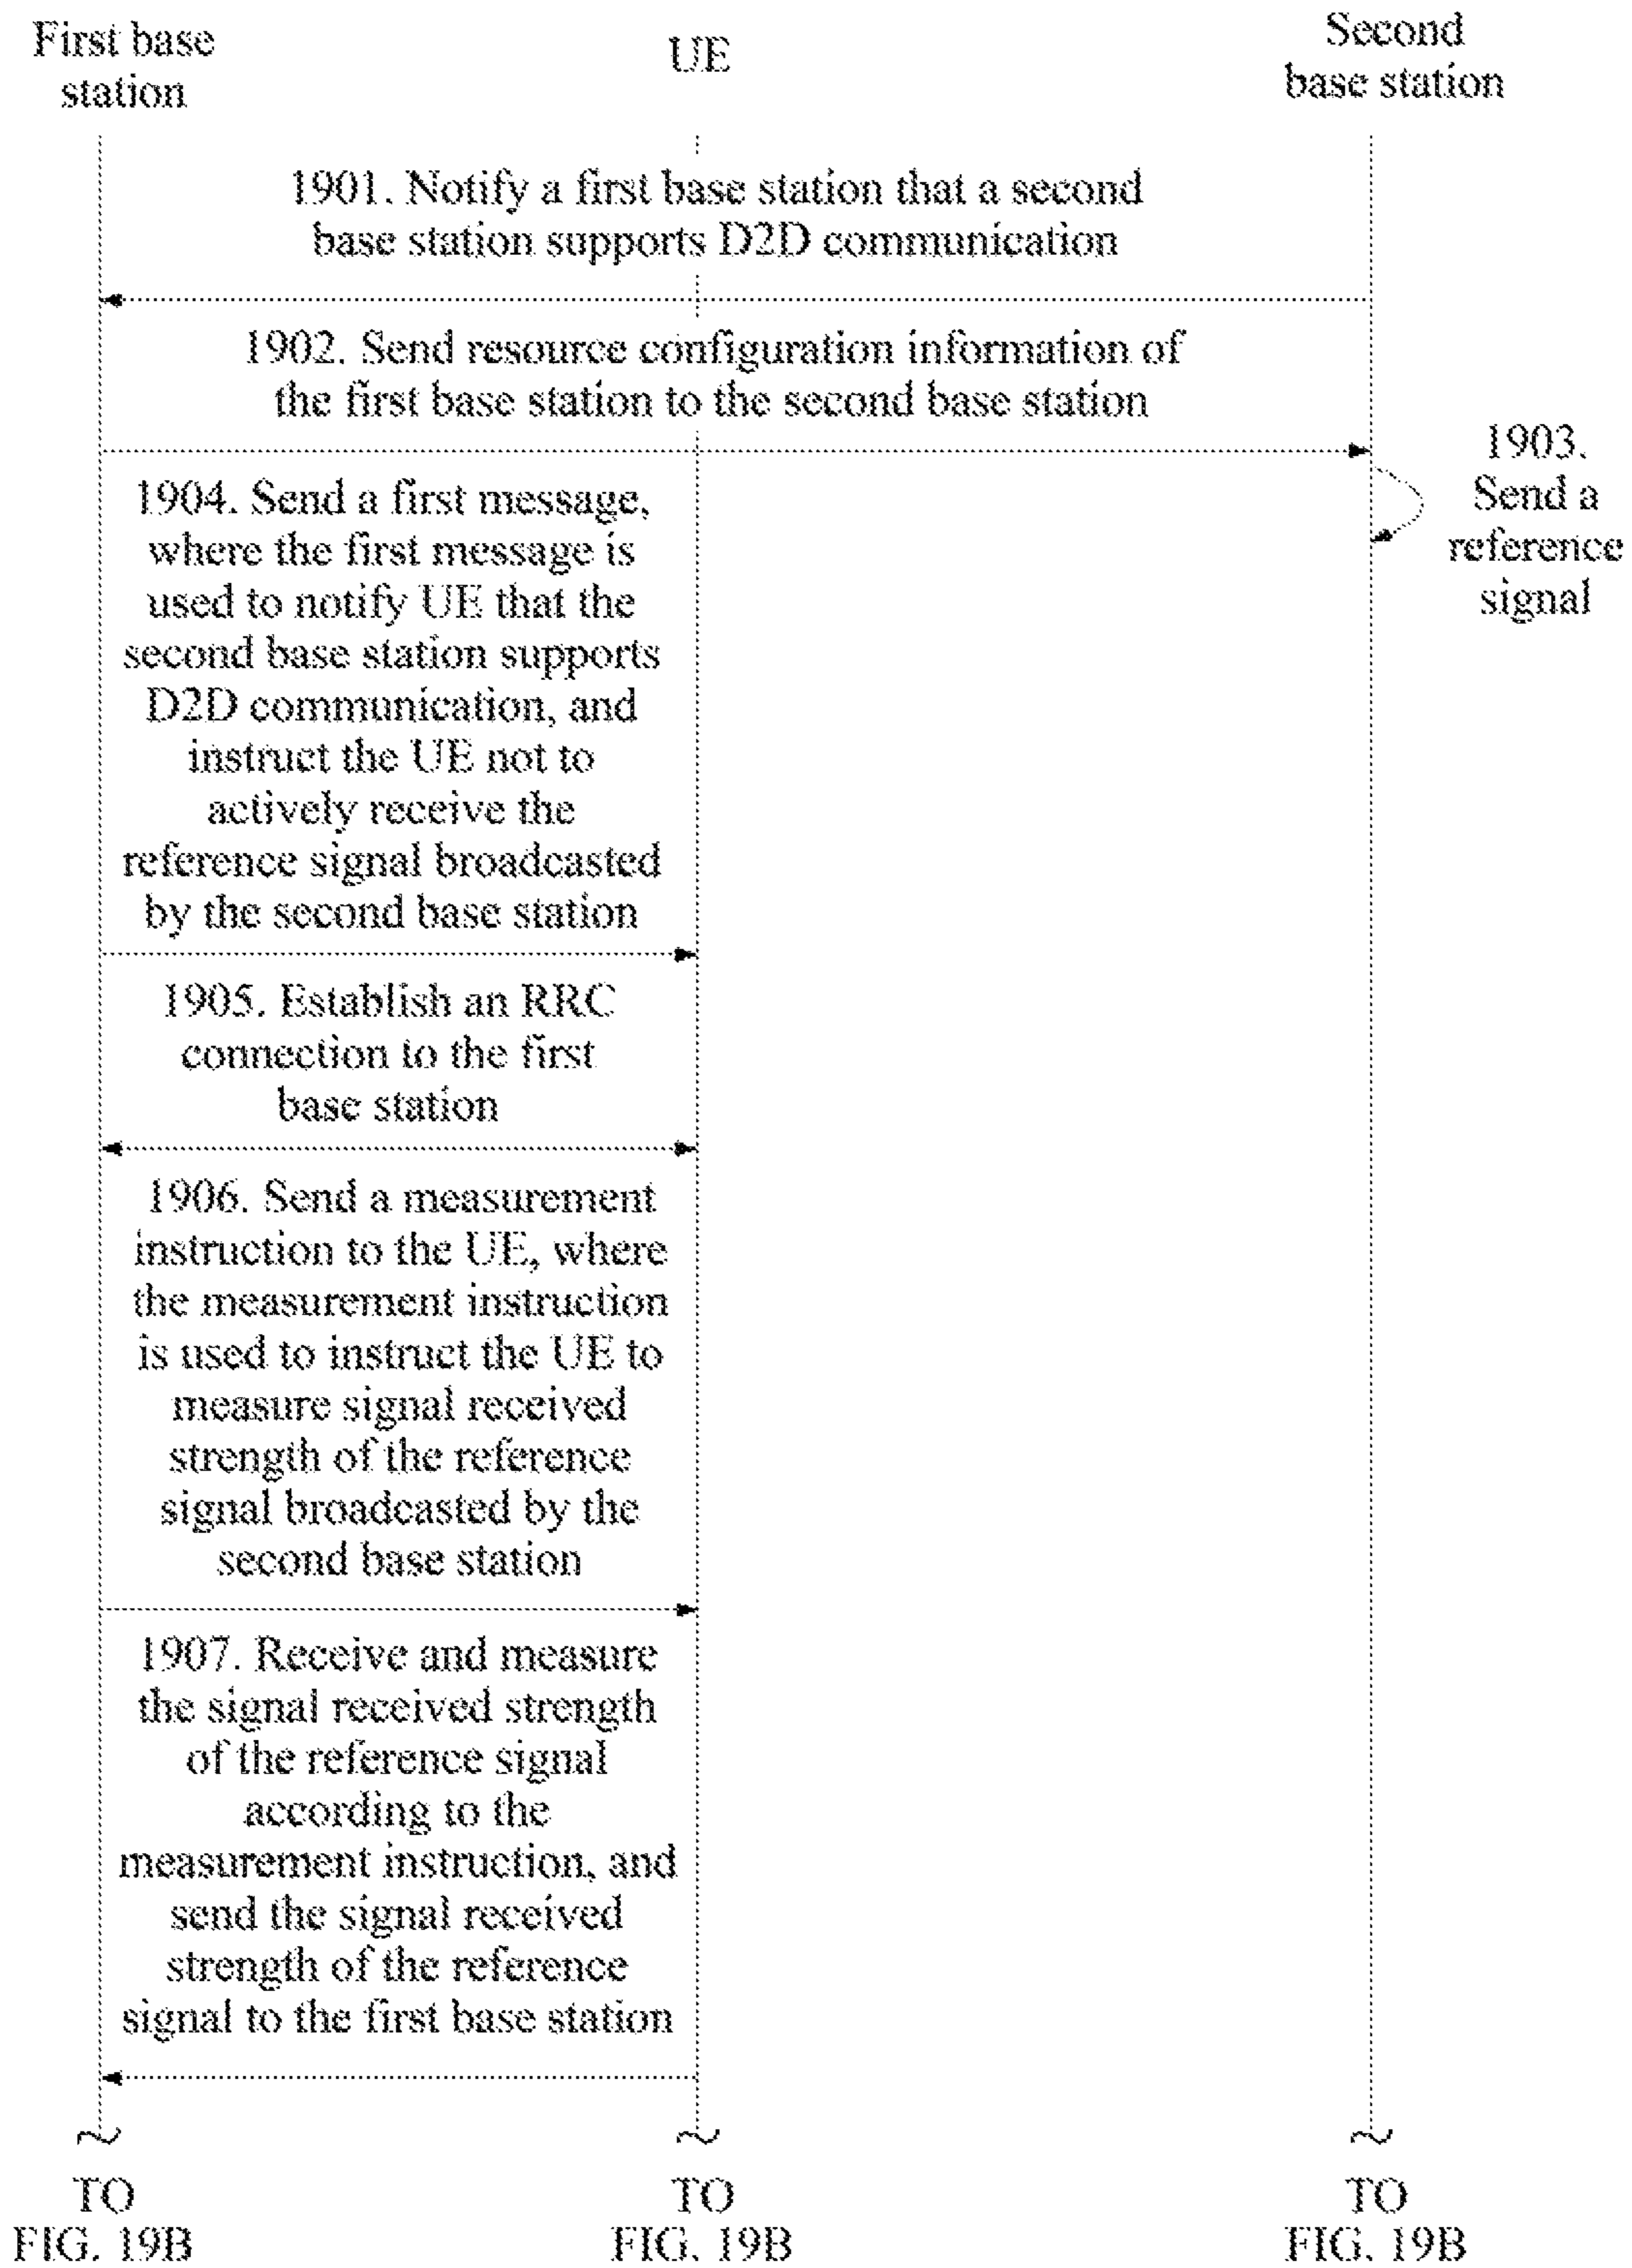 First base
station
UE
Second
base station
1901. Notify a first base station that a second
base station supports D2D communication
1902. Send resource configuration information of
the first base station to the second base station
1903.
Send a
reference
signal
1904. Send a first message,
where the first message is
used to notify UE that the
second base station supports
D2D communication, and
instruct the UE not to
actively receive the
reference signal broadcasted
by the second base station
1905. Establish an RRC
connection to the first
base station
1906. Send a measurement
instruction to the UE, where
the measurement instruction
is used to instruct the UE to
measure signal received
strength of the reference
signal broadcasted by the
second base station
1907. Receive and measure
the signal received strength
of the reference signal
according to the
measurement instruction, and
send the signal received
strength of the reference
signal to the first base station
TO
FIG. 19B
TO
FIG. 19B
TO
FIG. 19B